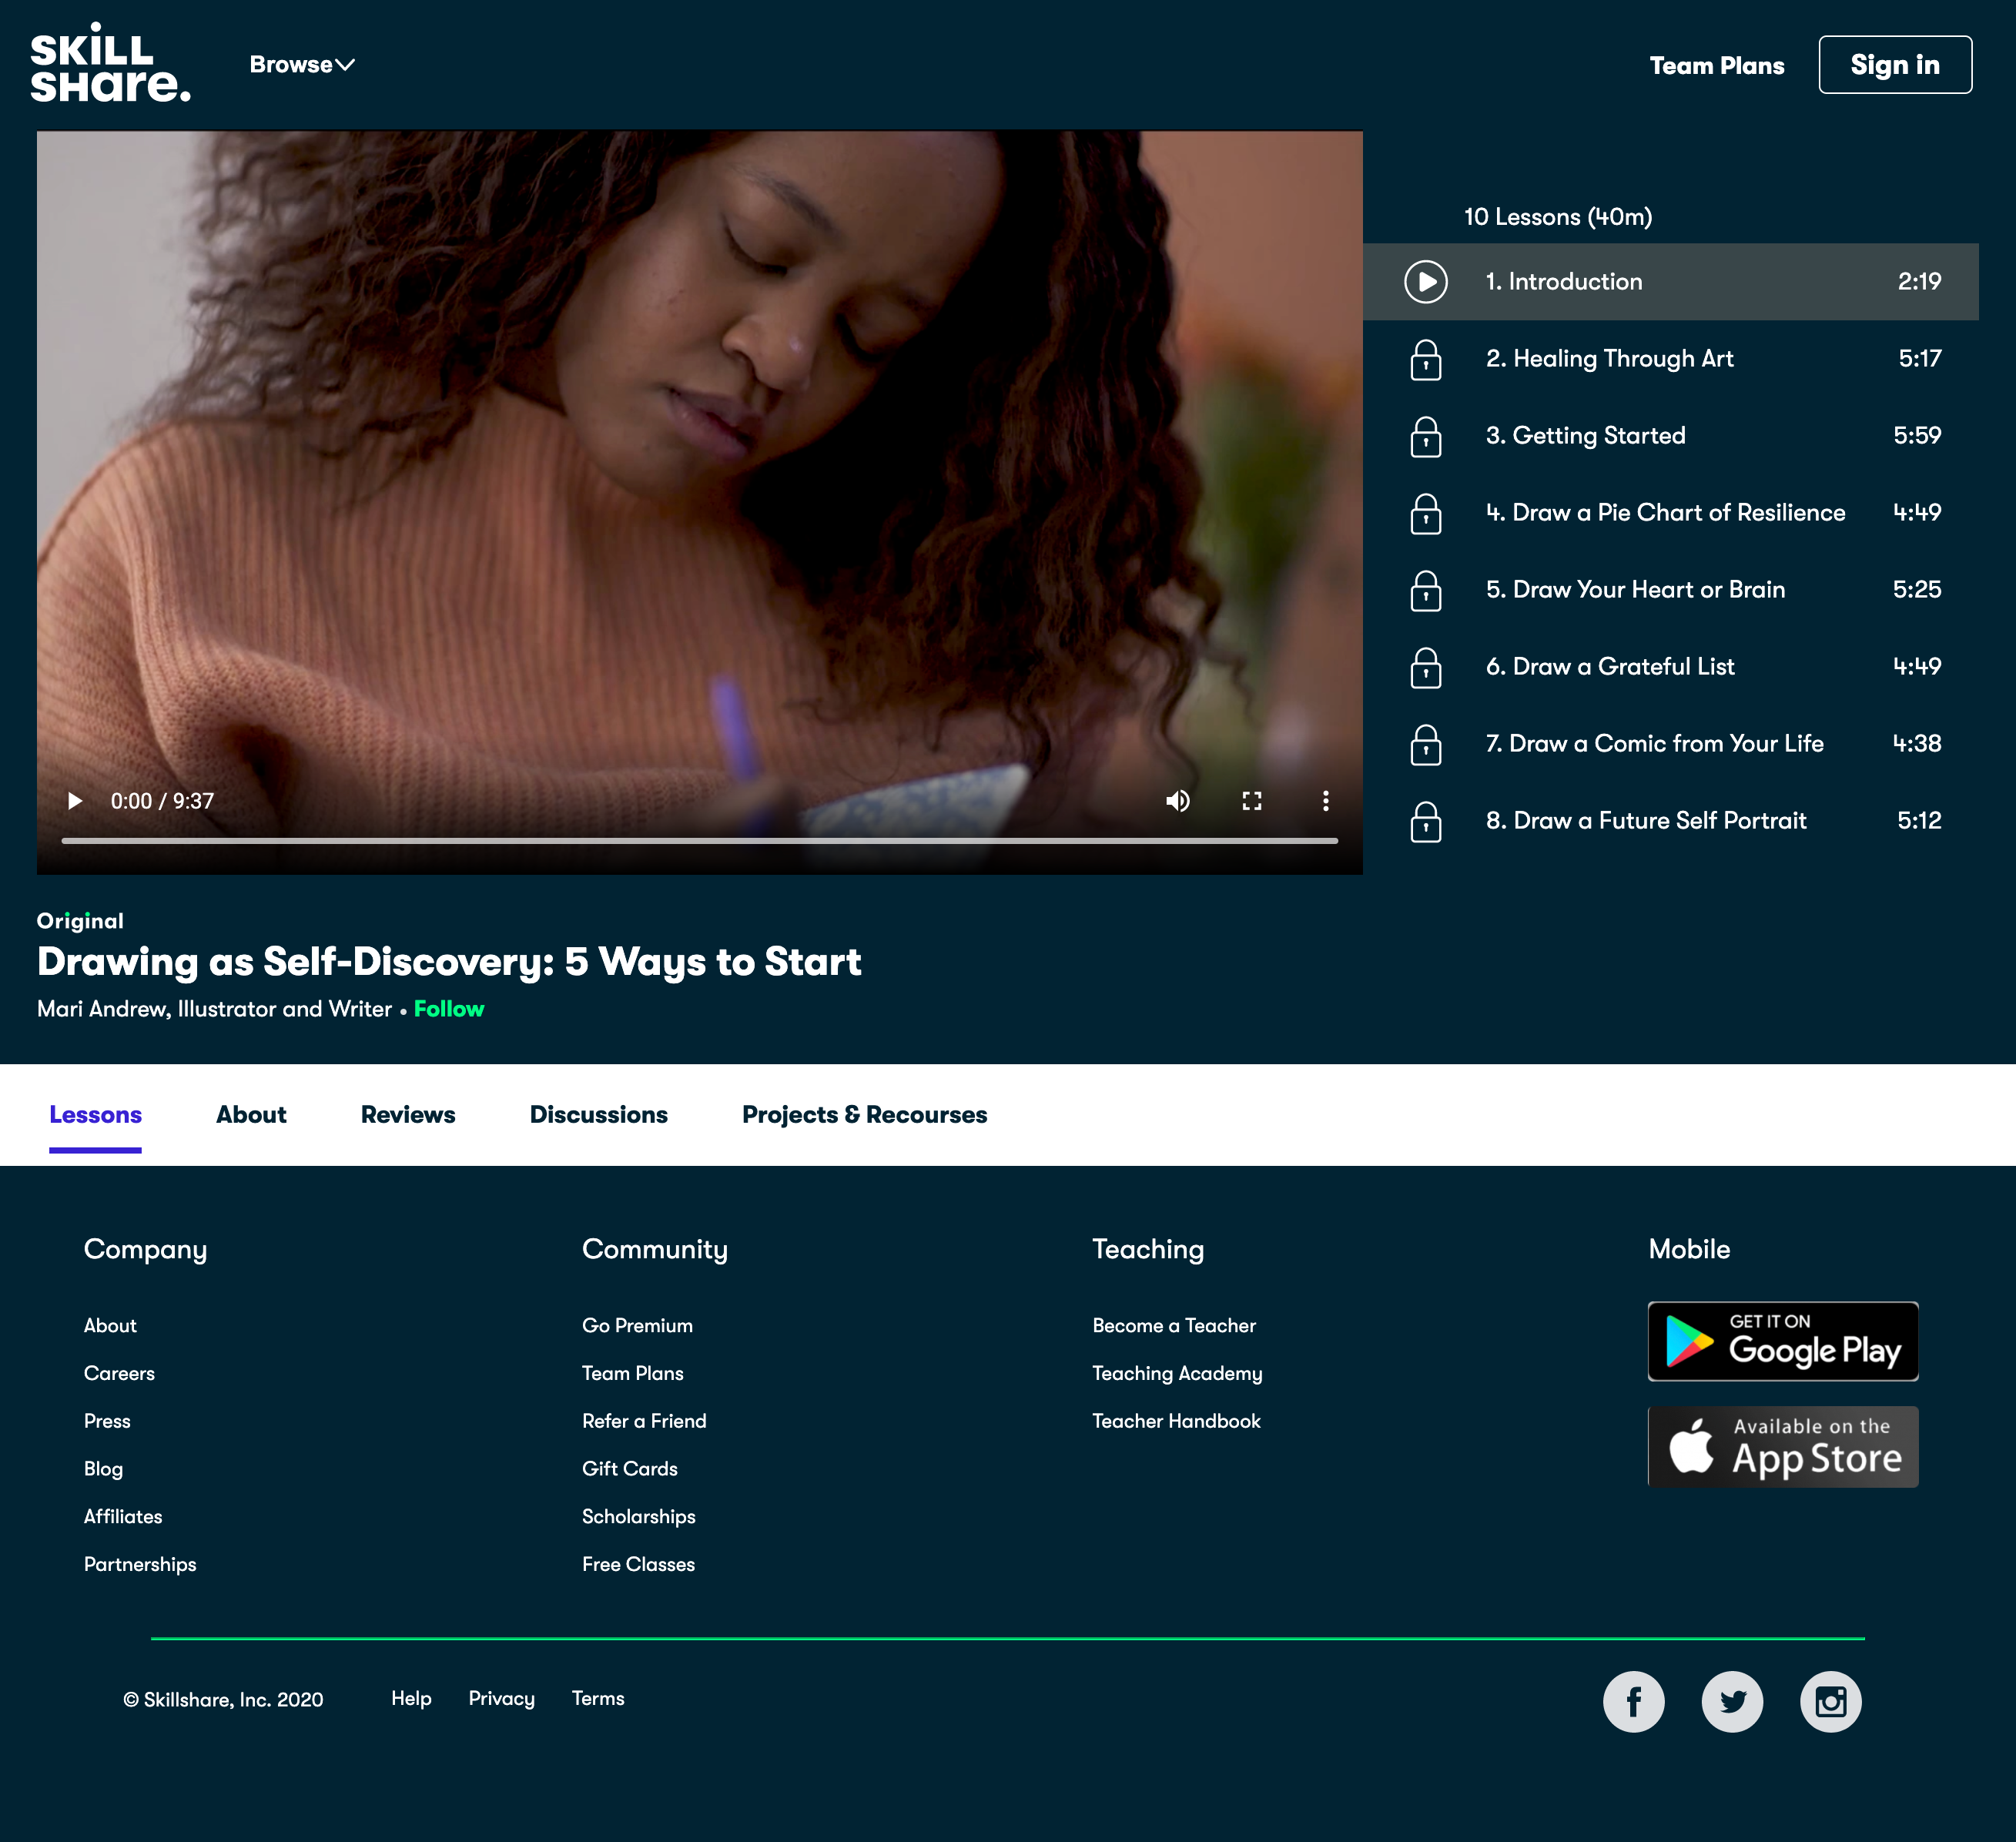 SKiLL
SHare.
Browse
Team Plans
Sign in
10 Lessons (40m)
1. Introduction 2:19
2. Healing Through Art 5:17
3. Getting Started 5:59
4. Draw a Pie Chart of Resilience 4:49
5. Draw Your Heart or Brain 5:25
6. Draw a Grateful List 4:49
7. Draw a Comic from Your Life 4:38
8. Draw a Future Self Portrait 5:12
0:00 / 9:37
Original
Drawing as Self-Discovery: 5 Ways to Start
Mari Andrew, Illustrator and Writer • Follow
Lessons About Reviews Discussions Projects & Recourses
Company
About
Careers
Press
Blog
Affiliates
Partnerships
Community
Go Premium
Team Plans
Refer a Friend
Gift Cards
Scholarships
Free Classes
Teaching
Become a Teacher
Teaching Academy
Teacher Handbook
Mobile
GET IT ON
Google Play
Available on the
App Store
© Skillshare, Inc. 2020 Help Privacy Terms